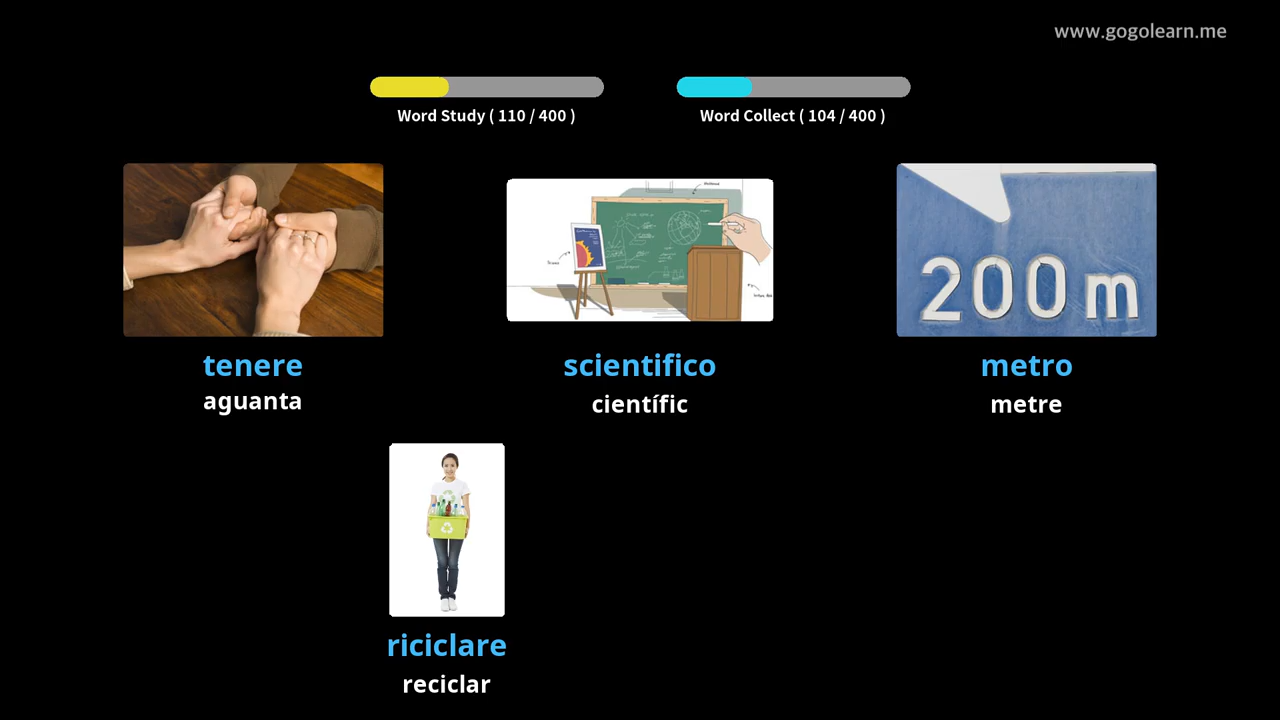 www.gogolearn.me
Word Study ( 110 / 400 )
Word Collect ( 104 / 400 )
200 m
tenere
aguanta
scientifico
científic
metro
metre
riciclare
reciclar